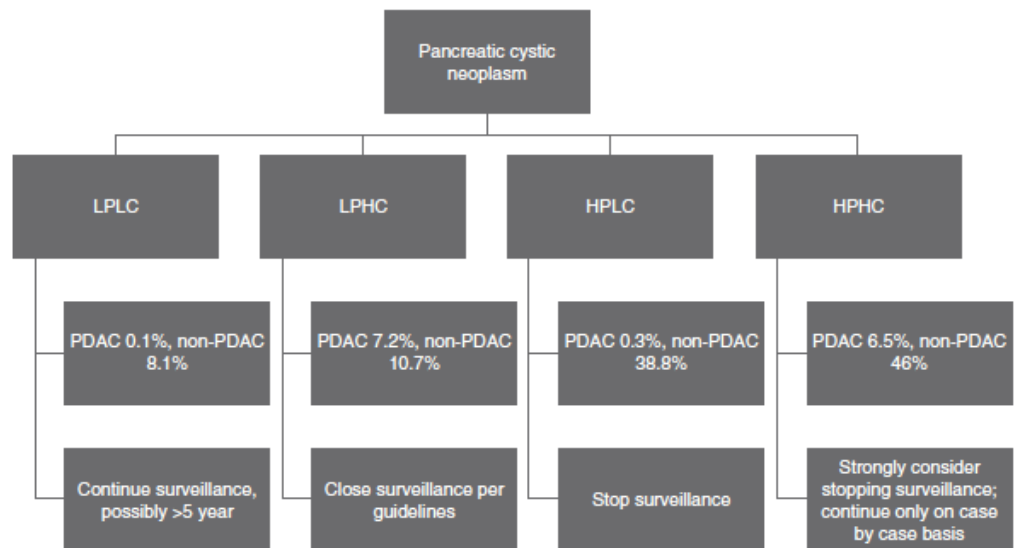 Pancreatic cystic
neoplasm
LPLC
LPHC
HPLC
HPHC
PDAC 0.1%, non-PDAC
8.1%
PDAC 7.2%, non-PDAC
10.7%
PDAC 0.3%, non-PDAC
38.8%
PDAC 6.5%, non-PDAC
46%
Continue surveillance,
possibly >5 year
Close surveillance per
guidelines
Stop surveillance
Strongly consider
stopping surveillance;
continue only on case
by case basis